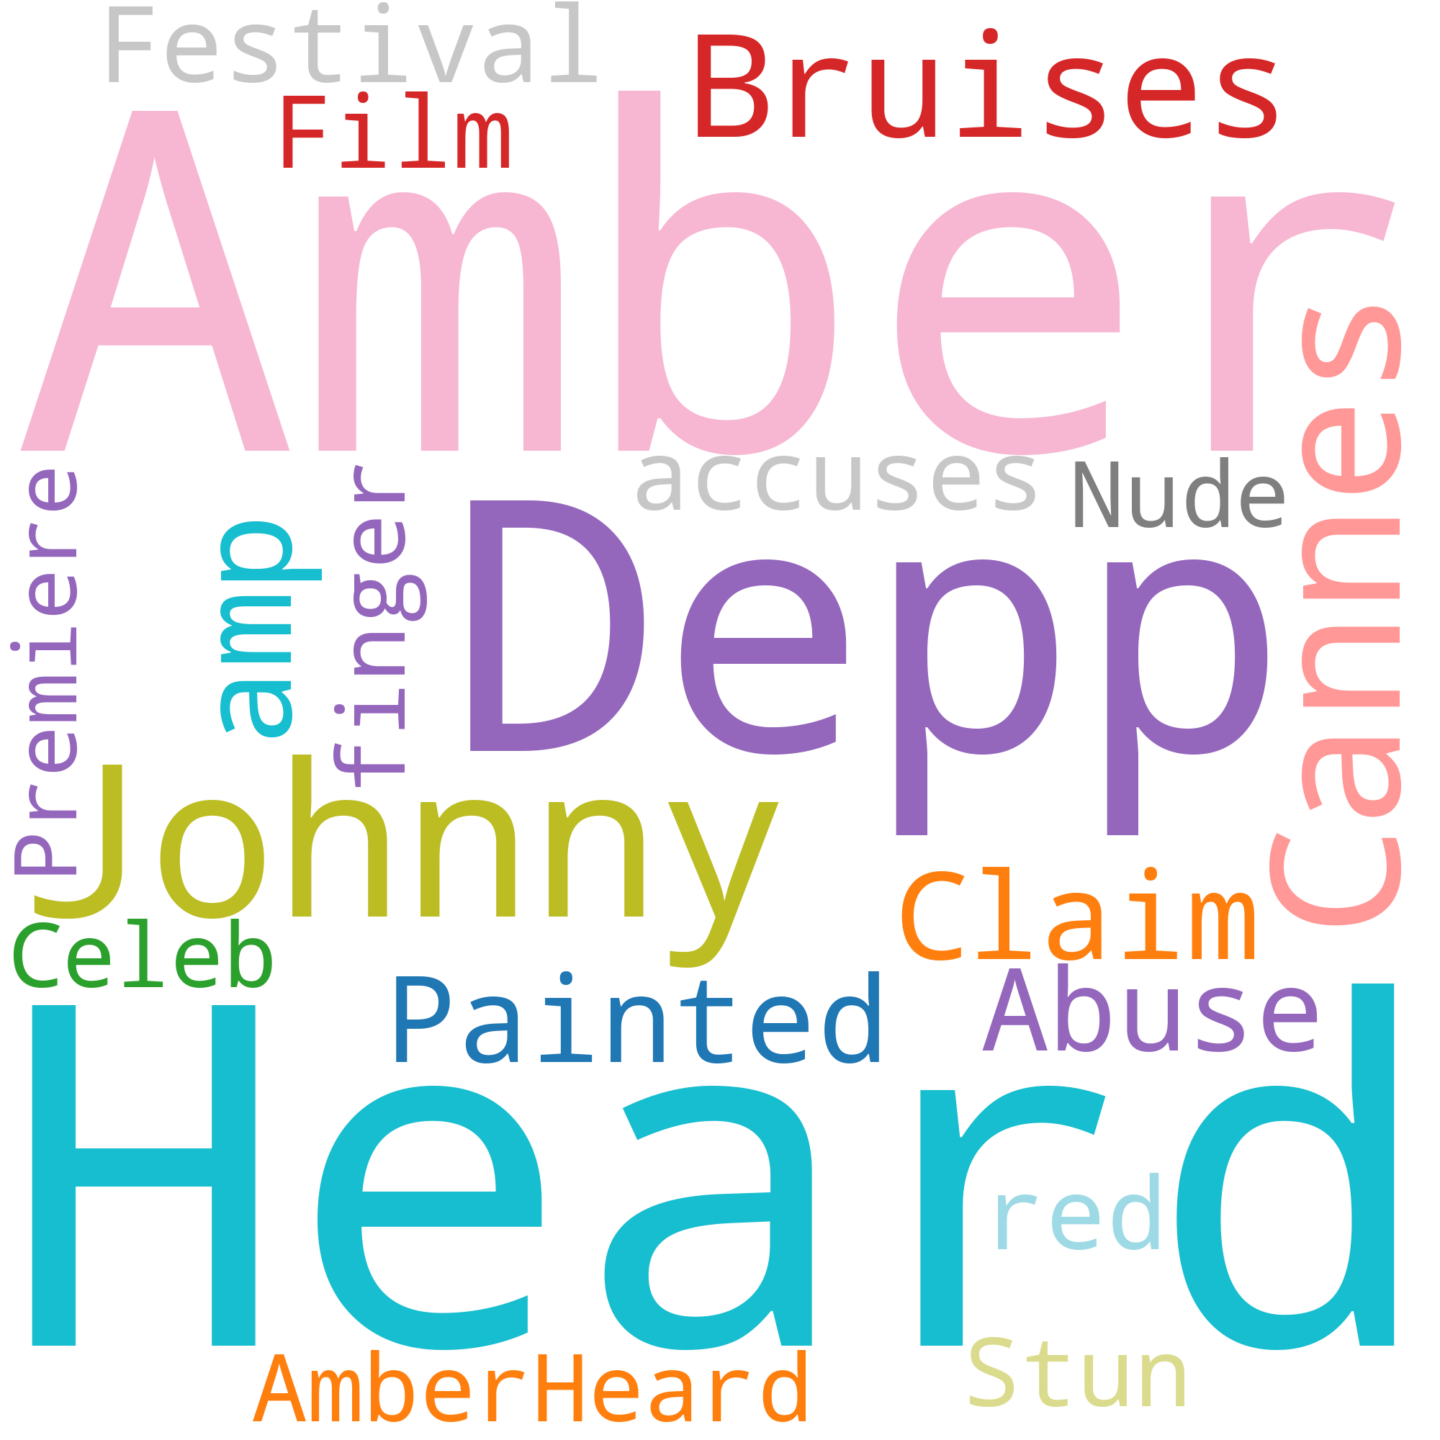 Festival
Bruises
Film
Amber
Cannes
accuses
Nude
Premiere
finger
amp
Depp
Johnny
Claim
Celeb
Painted
Abuse
Heard
red
Stun
AmberHeard